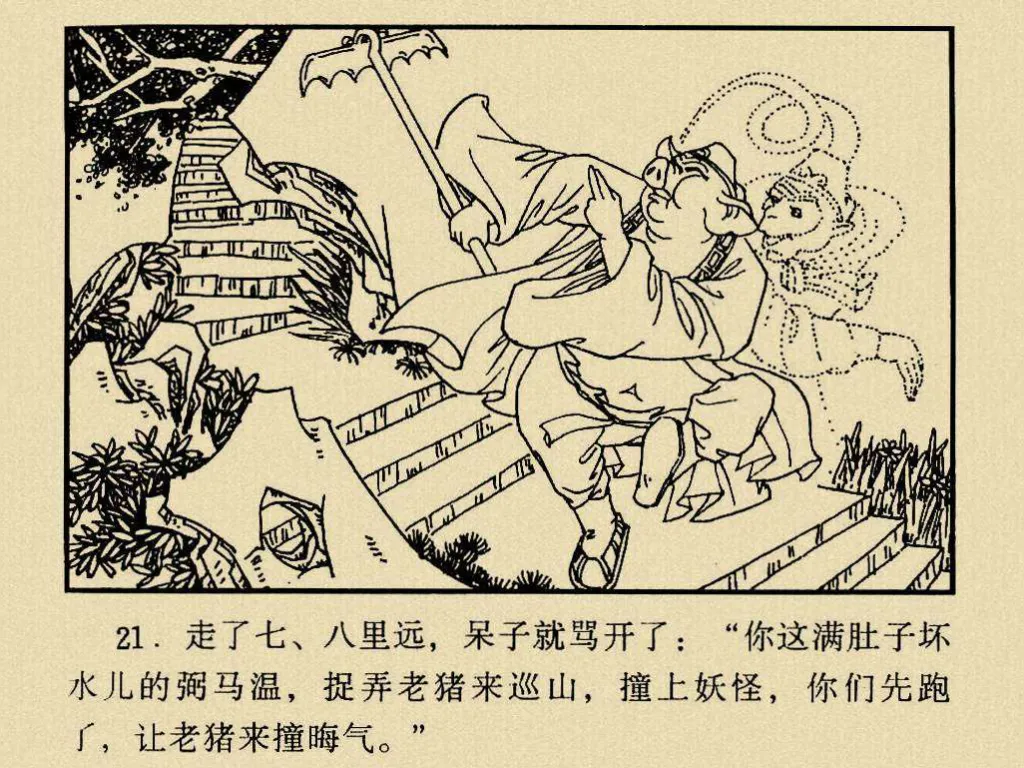 21. 走了七、八里远，呆子就骂开了：“你这满肚子坏
水儿的弼马温，捉弄老猪来巡山，撞上妖怪，你们先跑
了，让老猪来撞晦气。”